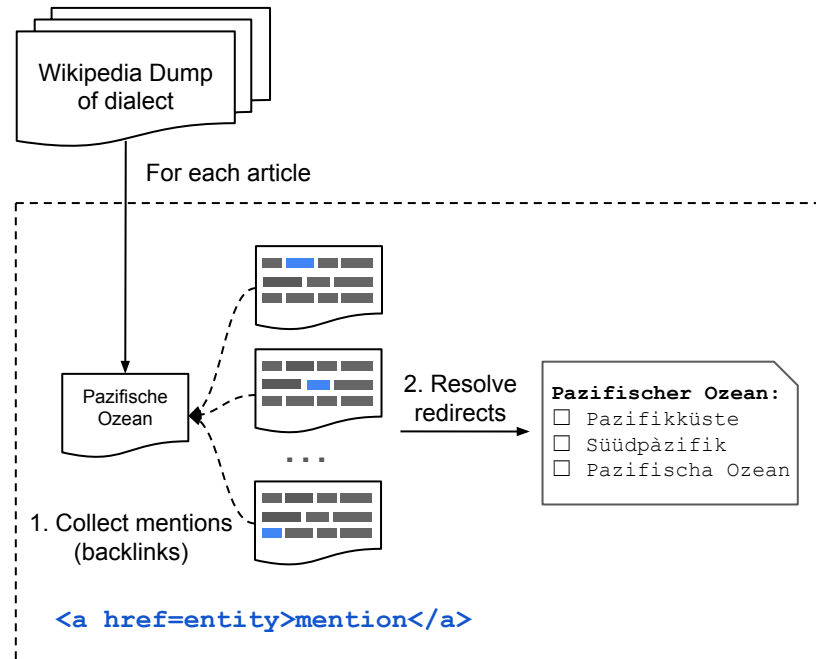 Wikipedia Dump
of dialect
For each article
Pazifische
Ozean
2. Resolve
redirects
Pazifischer Ozean:
☐ Pazifikküste
☐ Süüdpàzifik
☐ Pazifischa Ozean
...
1. Collect mentions
(backlinks)
<a href=entity>mention</a>